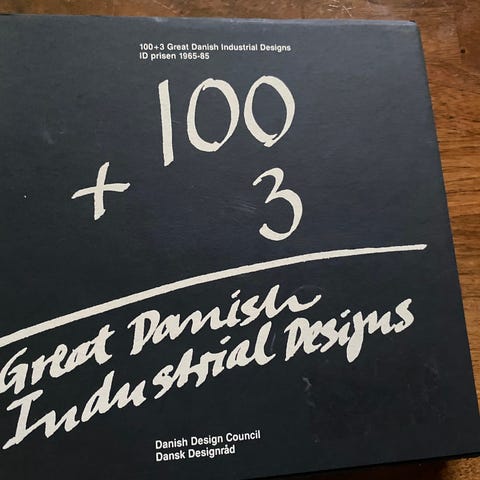 100+3 Great Danish Industrial Designs
ID prisen 1965-85
100
+ 3
Great Danish
Industrial Designs
Danish Design Council
Dansk Designråd